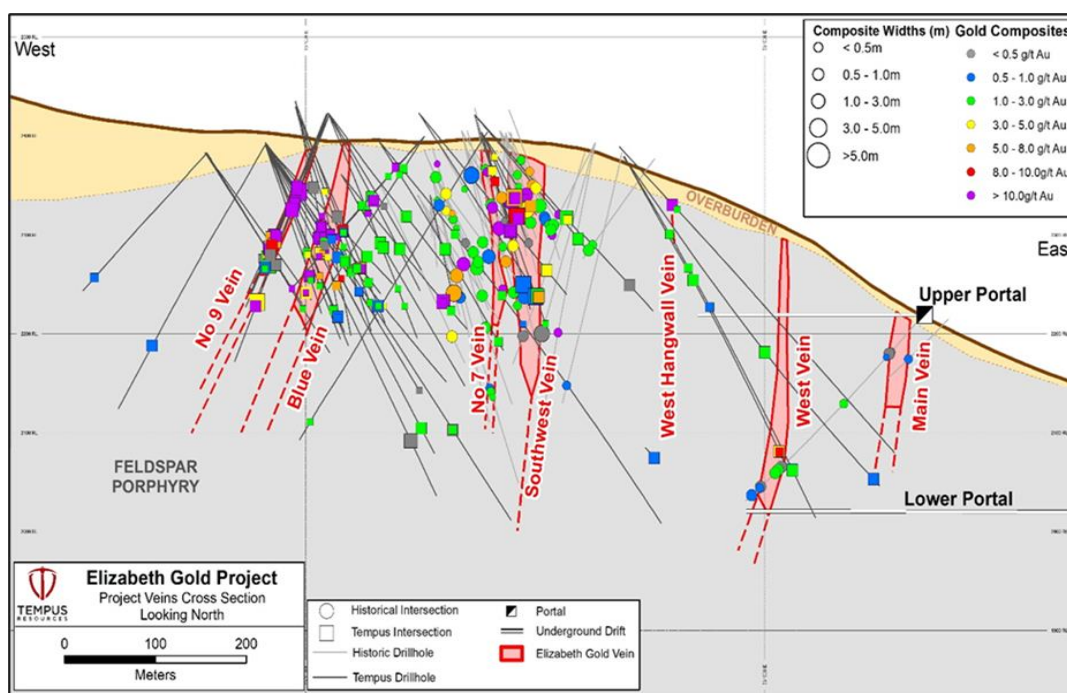 West
East
Composite Widths (m)
< 0.5m
0.5 - 1.0m
1.0 - 3.0m
3.0 - 5.0m
>5.0m
Gold Composites
< 0.5 g/t Au
0.5 - 1.0 g/t Au
1.0 - 3.0 g/t Au
3.0 - 5.0 g/t Au
5.0 - 8.0 g/t Au
8.0 - 10.0g/t Au
> 10.0g/t Au
OVERBURDEN
Upper Portal
No 9 Vein
Blue Vein
No 7 Vein
Southwest Vein
West Hangwall Vein
West Vein
Main Vein
FELDSPAR
PORPHYRY
Lower Portal
TEMPUS
RESOURCES
Elizabeth Gold Project
Project Veins Cross Section
Looking North
0 100 200
Meters
Historical Intersection
Tempus Intersection
Historic Drillhole
Tempus Drillhole
Portal
Underground Drift
Elizabeth Gold Vein